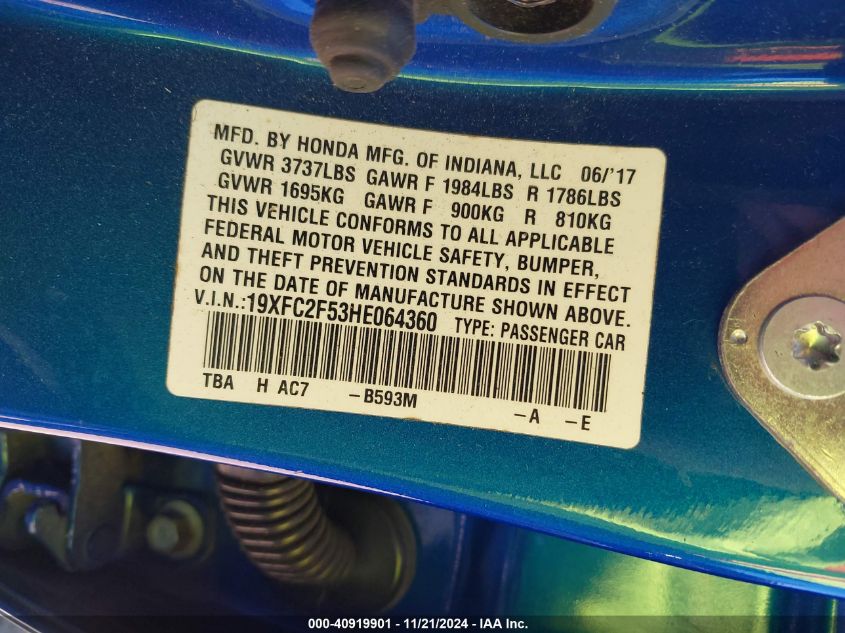 MFD. BY HONDA MFG. OF INDIANA, LLC 06/'17
GVWR 3737LBS GAWR F 1984LBS R 1786LBS
GVWR 1695KG GAWR F 900KG R 810KG
THIS VEHICLE CONFORMS TO ALL APPLICABLE
FEDERAL MOTOR VEHICLE SAFETY, BUMPER,
AND THEFT PREVENTION STANDARDS IN EFFECT
ON THE DATE OF MANUFACTURE SHOWN ABOVE.
V.I.N.:19XFC2F53HE064360 TYPE: PASSENGER CAR
TBA H AC7 -B593M -A -E
000-40919901 - 11/21/2024 - IAA Inc.